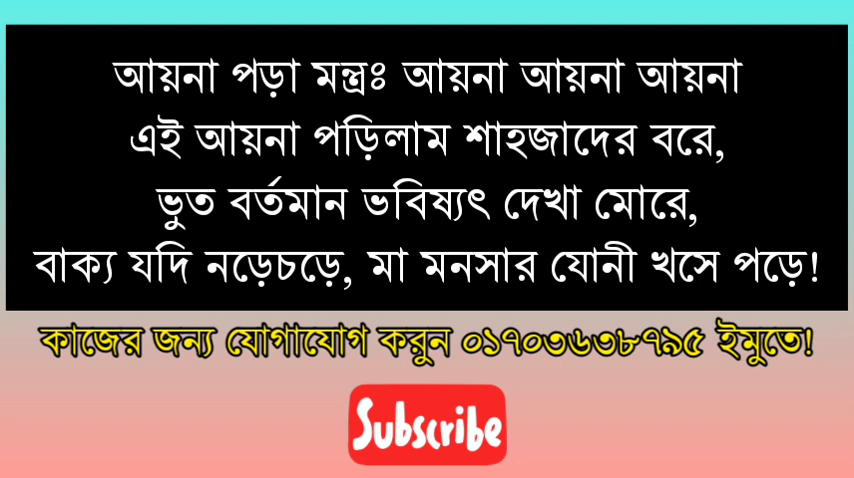 আয়না পড়া মন্ত্রঃ আয়না আয়না আয়না
এই আয়না পড়িলাম শাহজাদের বরে,
ভুত বর্তমান ভবিষ্যৎ দেখা মোরে,
বাক্য যদি নড়েচড়ে, মা মনসার যোনী খসে পড়ে!
কাজের জন্য যোগাযোগ করুন ০১৭০৩৬৩৮৭৯৫ ইমুতে!
Subscribe